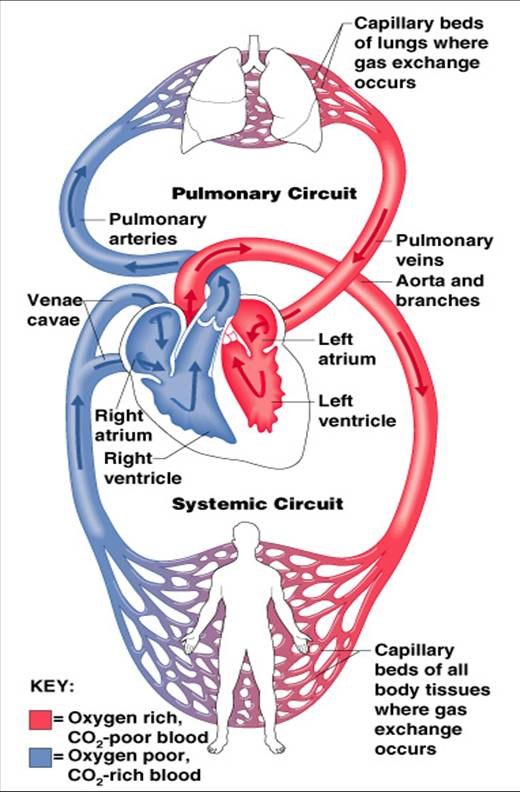 Capillary beds
of lungs where
gas exchange
occurs
Pulmonary Circuit
Pulmonary
arteries
Pulmonary
veins
Aorta and
branches
Venae
cavae
Left
atrium
Left
ventricle
Right
atrium
Right
ventricle
Systemic Circuit
Capillary
beds of all
body tissues
where gas
exchange
occurs
KEY:
= Oxygen rich,
CO₂-poor blood
= Oxygen poor,
CO₂-rich blood